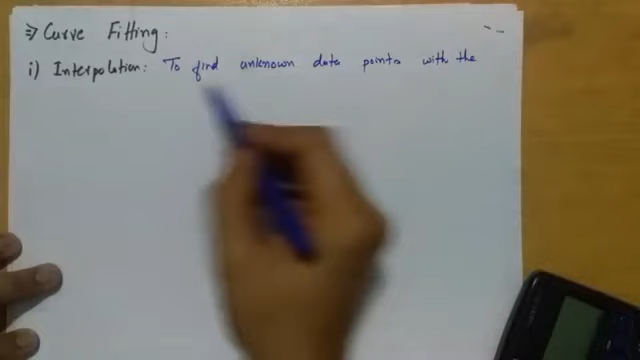 ⇒ Curve Fitting:
i) Interpolation: To find unknown data points with the